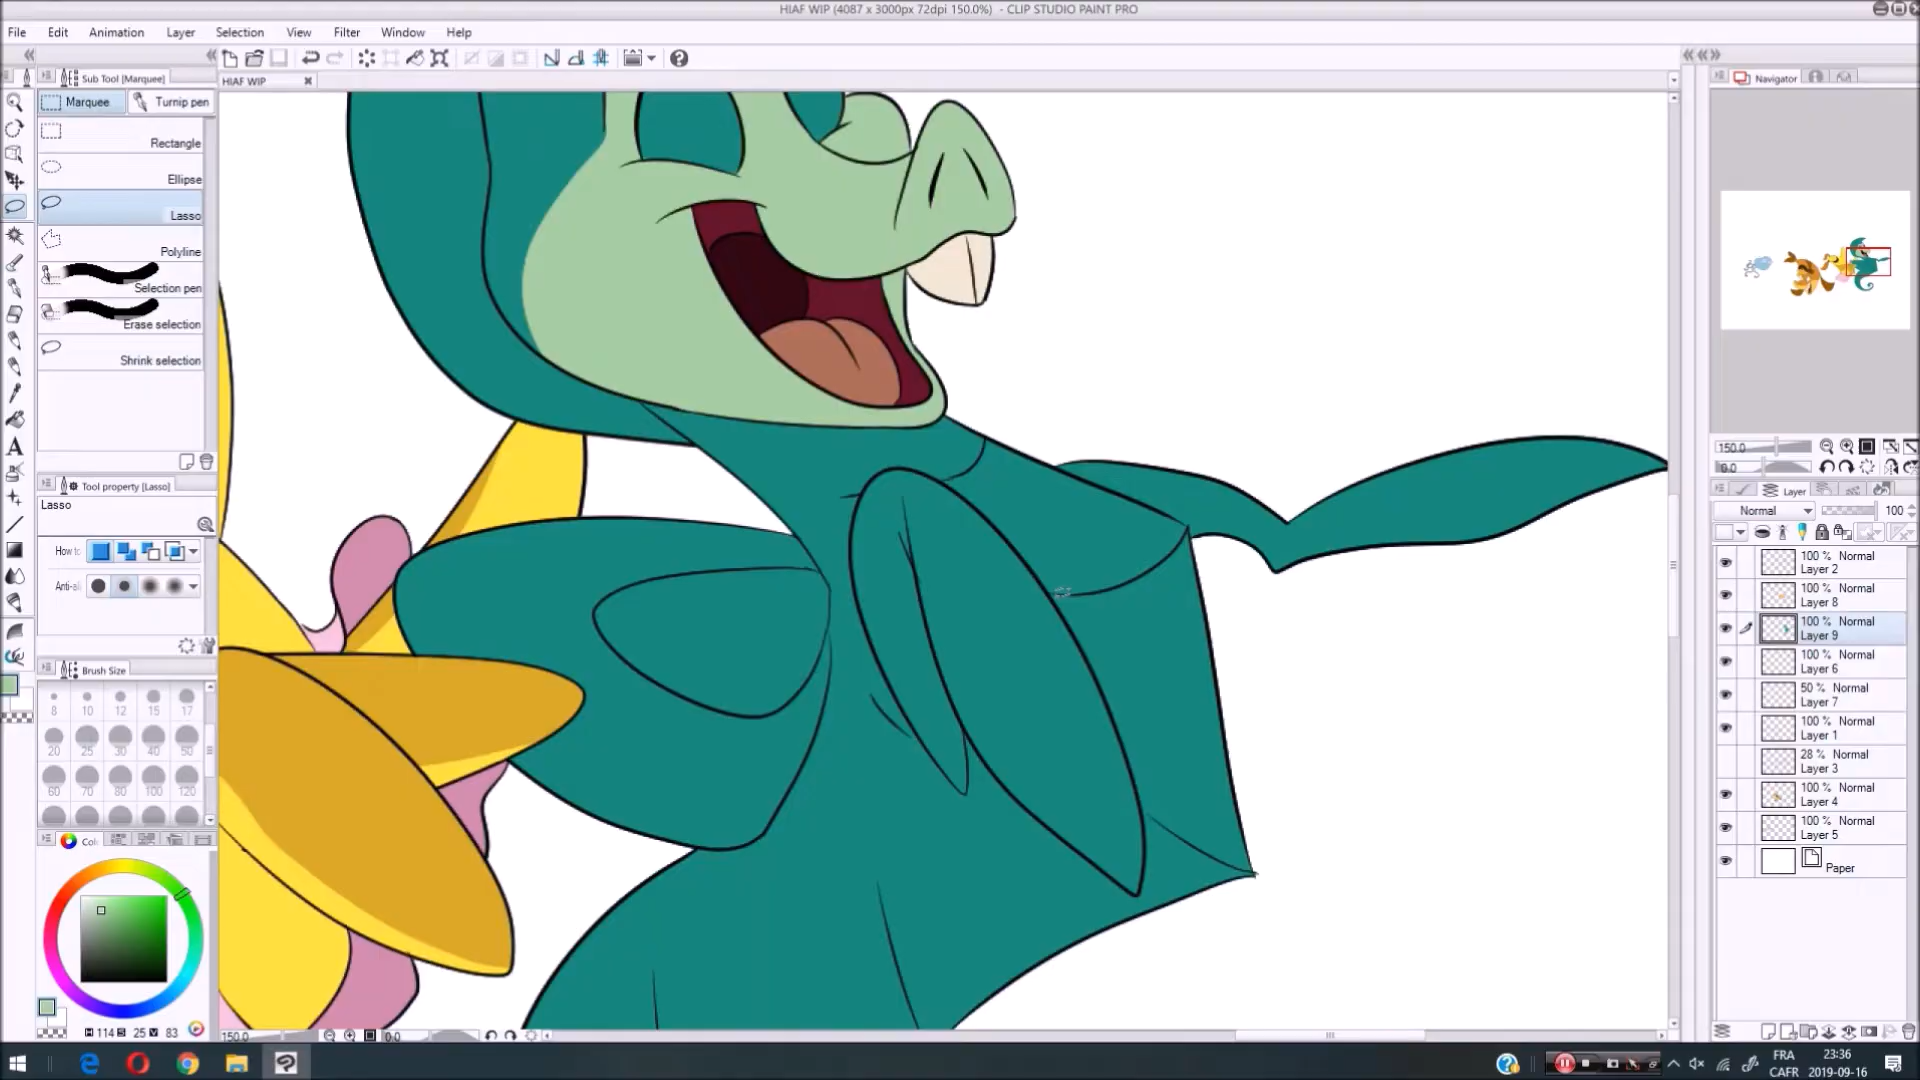 HIAF WIP (4087 x 3000px 72dpi 150.0%) - CLIP STUDIO PAINT PRO
File Edit Animation Layer Selection View Filter Window Help
Sub Tool [Marquee]
HIAF WIP
Navigator
Marquee Turnip pen
Rectangle
Ellipse
Lasso
Polyline
Selection pen
Erase selection
Shrink selection
Tool property [Lasso]
Lasso
How to
Anti-ali
Brush Size
8 10 12 15 17
20 25 30 40 50
60 70 80 100 120
Col
H 114 S 25 V 83
150.0 0.0
150.0
0.0
Layer
Normal 100
100 % Normal
Layer 2
100 % Normal
Layer 8
100 % Normal
Layer 9
100 % Normal
Layer 6
50 % Normal
Layer 7
100 % Normal
Layer 1
28 % Normal
Layer 3
100 % Normal
Layer 4
100 % Normal
Layer 5
Paper
FRA
CAFR
23:36
2019-09-16